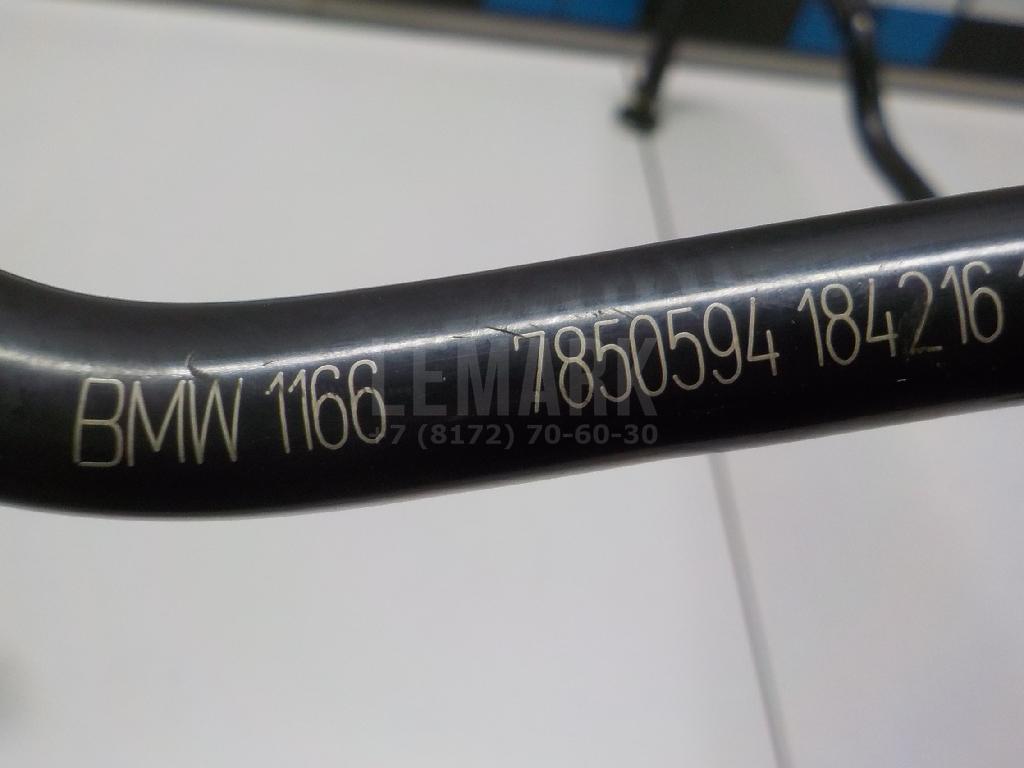 BMW 1166 7850594 184216
LEMARK
+7 (8172) 70-60-30